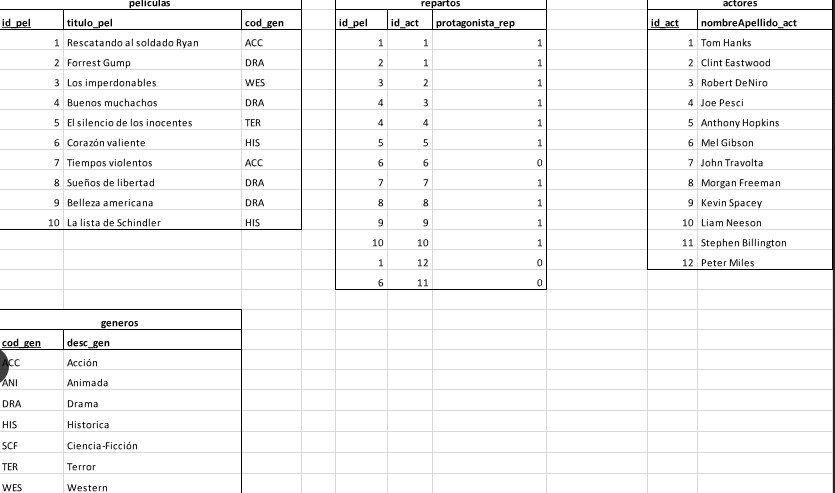 peliculas
id_pel titulo_pel cod_gen
1 Rescatando al soldado Ryan ACC
2 Forrest Gump DRA
3 Los imperdonables WES
4 Buenos muchachos DRA
5 El silencio de los inocentes TER
6 Corazón valiente HIS
7 Tiempos violentos ACC
8 Sueños de libertad DRA
9 Belleza americana DRA
10 La lista de Schindler HIS
repartos
id_pel id_act protagonista_rep
1 1 1
2 1 1
3 2 1
4 3 1
4 4 1
5 5 1
6 6 0
7 7 1
8 8 1
9 9 1
10 10 1
1 12 0
6 11 0
actores
id_act nombreApellido_act
1 Tom Hanks
2 Clint Eastwood
3 Robert DeNiro
4 Joe Pesci
5 Anthony Hopkins
6 Mel Gibson
7 John Travolta
8 Morgan Freeman
9 Kevin Spacey
10 Liam Neeson
11 Stephen Billington
12 Peter Miles
generos
cod_gen desc_gen
ACC Acción
ANI Animada
DRA Drama
HIS Historica
SCF Ciencia-Ficción
TER Terror
WES Western